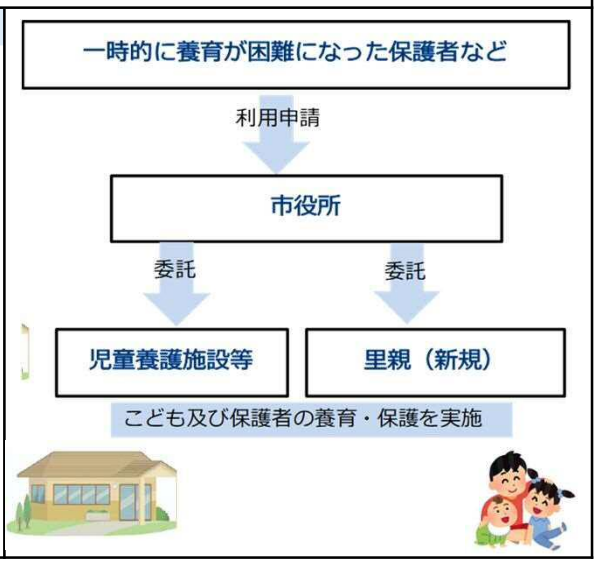 一時的に養育が困難になった保護者など
利用申請
市役所
委託
委託
児童養護施設等
里親（新規）
こども及び保護者の養育・保護を実施